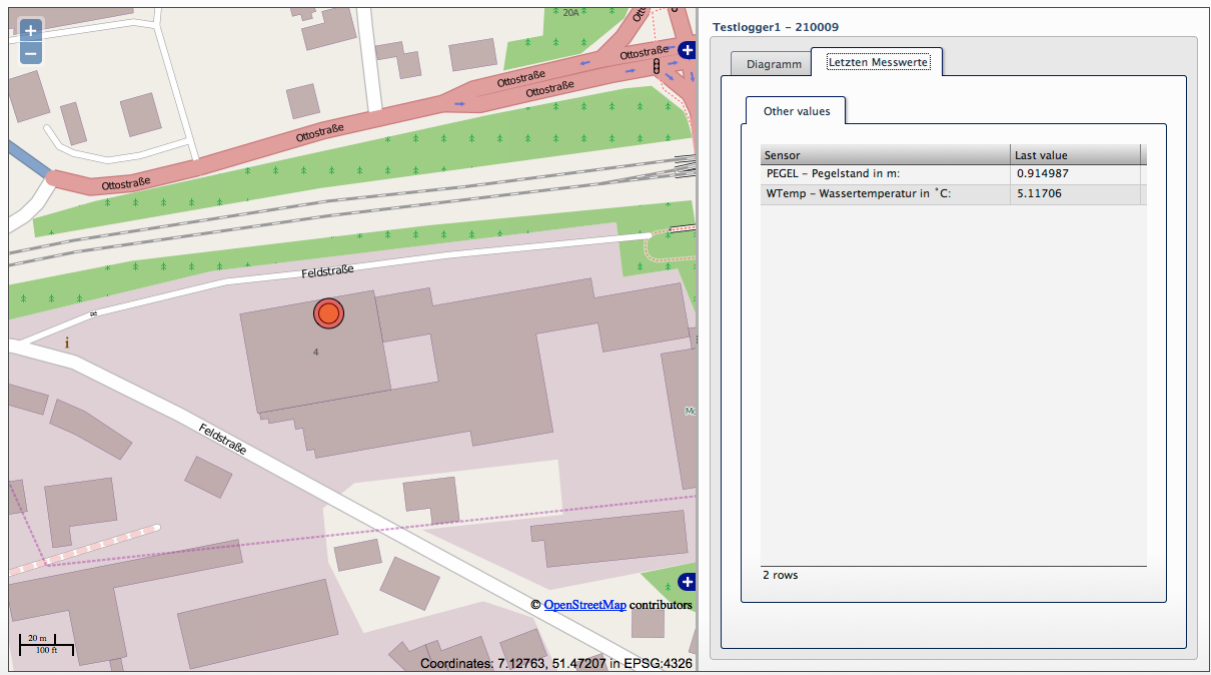 +
−
20A
Ottostraße
Ottostraße
Ottostraße
Ottostraße
Ottostraße
Feldstraße
i
4
Feldstraße
20 m
100 ft
© OpenStreetMap contributors
Coordinates: 7.12763, 51.47207 in EPSG:4326
Testlogger1 – 210009
Diagramm
Letzten Messwerte
Other values
Sensor Last value
PEGEL – Pegelstand in m: 0.914987
WTemp – Wassertemperatur in °C: 5.11706
2 rows